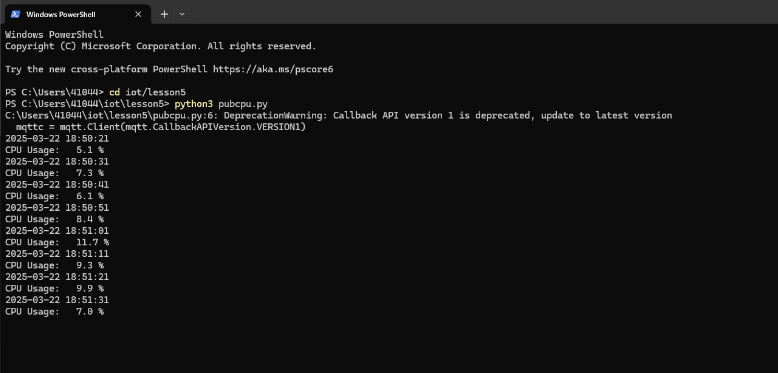 Windows PowerShell
Windows PowerShell
Copyright (C) Microsoft Corporation. All rights reserved.
Try the new cross-platform PowerShell https://aka.ms/pscore6
PS C:\Users\41044> cd iot/lesson5
PS C:\Users\41044\iot\lesson5> python3 pubcpu.py
C:\Users\41044\iot\lesson5\pubcpu.py:6: DeprecationWarning: Callback API version 1 is deprecated, update to latest version
  mqttc = mqtt.Client(mqtt.CallbackAPIVersion.VERSION1)
2025-03-22 18:50:21
CPU Usage:   5.1 %
2025-03-22 18:50:31
CPU Usage:   7.3 %
2025-03-22 18:50:41
CPU Usage:   6.1 %
2025-03-22 18:50:51
CPU Usage:   8.4 %
2025-03-22 18:51:01
CPU Usage:   11.7 %
2025-03-22 18:51:11
CPU Usage:   9.3 %
2025-03-22 18:51:21
CPU Usage:   9.9 %
2025-03-22 18:51:31
CPU Usage:   7.0 %